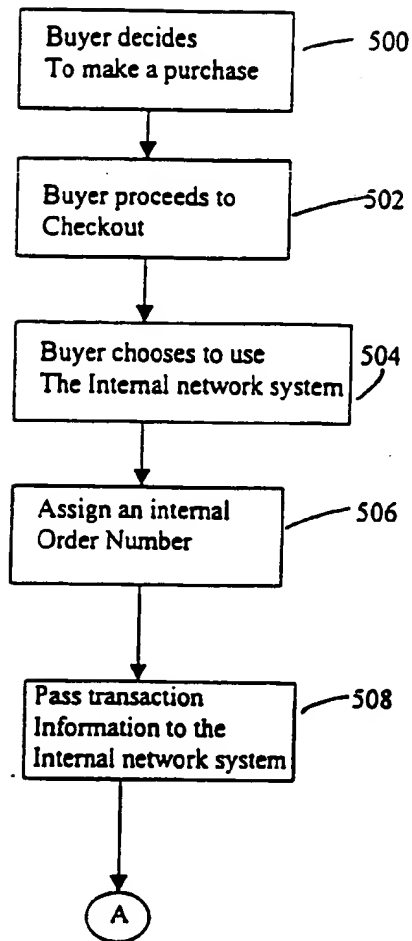 Buyer decides
To make a purchase
500
Buyer proceeds to
Checkout
502
Buyer chooses to use
The Internal network system
504
Assign an internal
Order Number
506
Pass transaction
Information to the
Internal network system
508
A